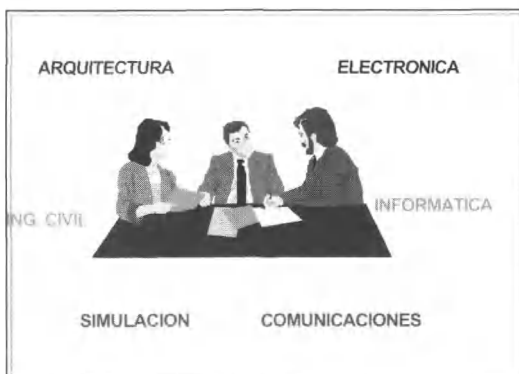 ARQUITECTURA
ELECTRONICA
ING. CIVIL
INFORMATICA
SIMULACION
COMUNICACIONES